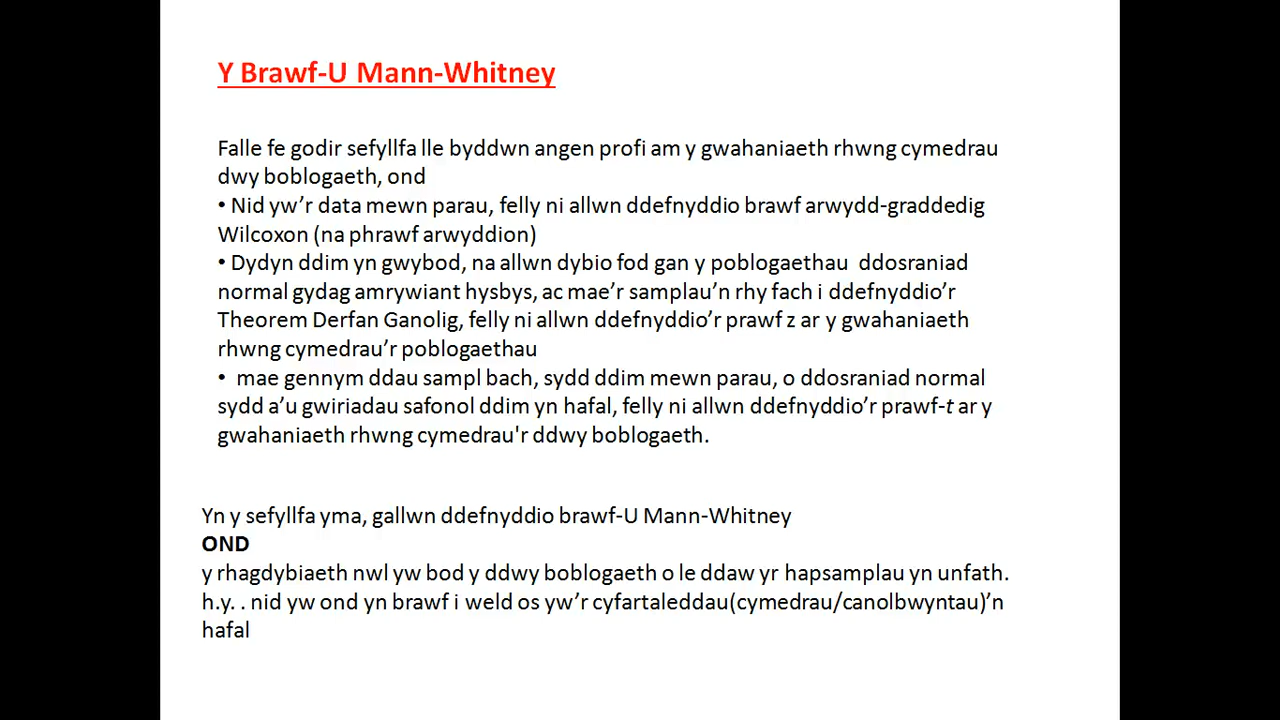 Y Brawf-U Mann-Whitney
Falle fe godir sefyllfa lle byddwn angen profi am y gwahaniaeth rhwng cymedrau
dwy boblogaeth, ond
• Nid yw’r data mewn parau, felly ni allwn ddefnyddio brawf arwydd-graddedig
Wilcoxon (na phrawf arwyddion)
• Dydyn ddim yn gwybod, na allwn dybio fod gan y poblogaethau ddosraniad
normal gydag amrywiant hysbys, ac mae’r samplau’n rhy fach i ddefnyddio’r
Theorem Derfan Ganolig, felly ni allwn ddefnyddio’r prawf z ar y gwahaniaeth
rhwng cymedrau’r poblogaethau
• mae gennym ddau sampl bach, sydd ddim mewn parau, o ddosraniad normal
sydd a’u gwiriadau safonol ddim yn hafal, felly ni allwn ddefnyddio’r prawf-t ar y
gwahaniaeth rhwng cymedrau'r ddwy boblogaeth.
Yn y sefyllfa yma, gallwn ddefnyddio brawf-U Mann-Whitney
OND
y rhagdybiaeth nwl yw bod y ddwy boblogaeth o le ddaw yr hapsamplau yn unfath.
h.y. . nid yw ond yn brawf i weld os yw’r cyfartaleddau(cymedrau/canolbwyntau)’n
hafal